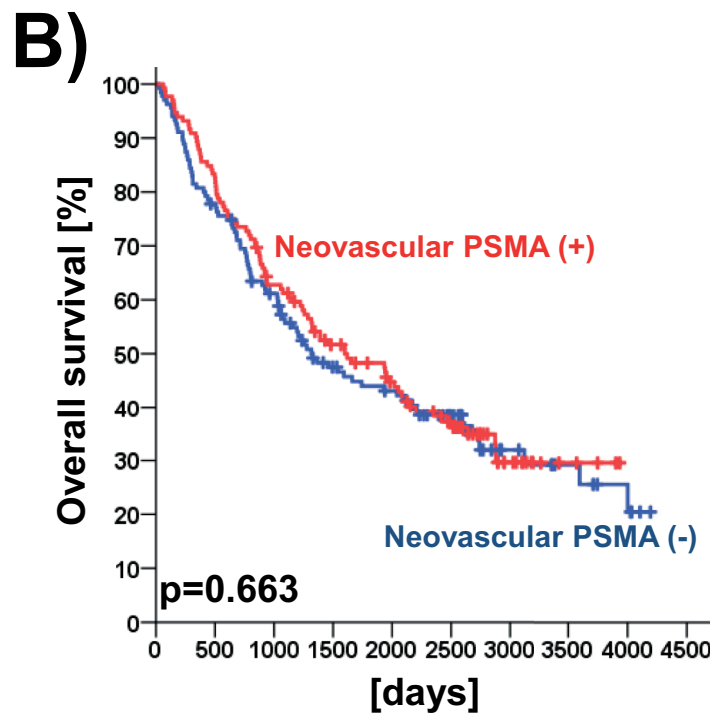 B)
Overall survival [%]
100
90
80
70
60
50
40
30
20
10
0
Neovascular PSMA (+)
Neovascular PSMA (-)
p=0.663
0 500 1000 1500 2000 2500 3000 3500 4000 4500
[days]